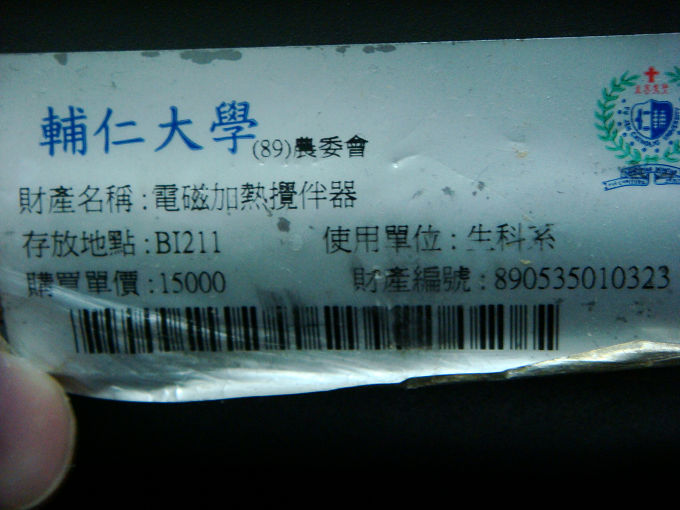 輔仁大學 (89)農委會
財產名稱：電磁加熱攪伴器
存放地點：BI211 使用單位：生科系
購買單價：15000 財產編號：890535010323